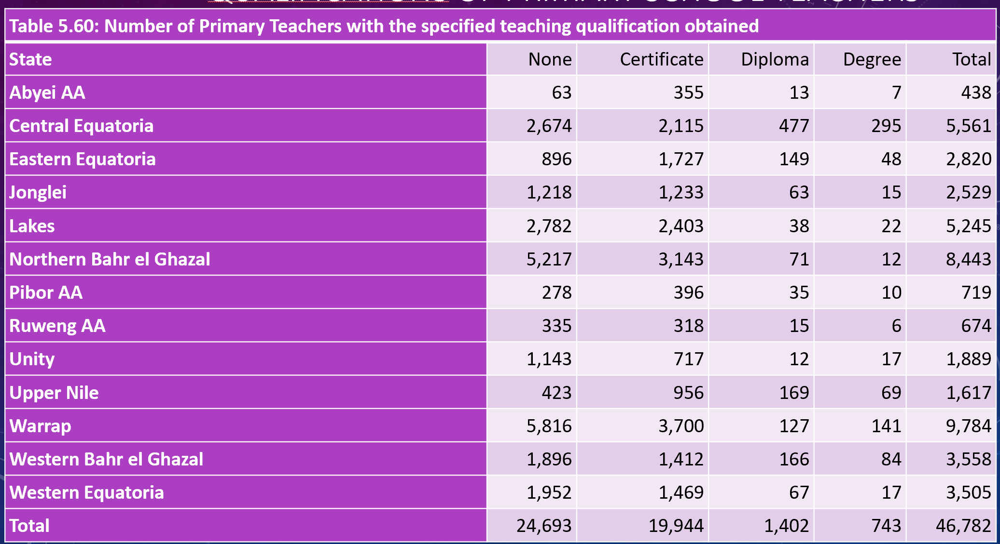 Table 5.60: Number of Primary Teachers with the specified teaching qualification obtained
State None Certificate Diploma Degree Total
Abyei AA 63 355 13 7 438
Central Equatoria 2,674 2,115 477 295 5,561
Eastern Equatoria 896 1,727 149 48 2,820
Jonglei 1,218 1,233 63 15 2,529
Lakes 2,782 2,403 38 22 5,245
Northern Bahr el Ghazal 5,217 3,143 71 12 8,443
Pibor AA 278 396 35 10 719
Ruweng AA 335 318 15 6 674
Unity 1,143 717 12 17 1,889
Upper Nile 423 956 169 69 1,617
Warrap 5,816 3,700 127 141 9,784
Western Bahr el Ghazal 1,896 1,412 166 84 3,558
Western Equatoria 1,952 1,469 67 17 3,505
Total 24,693 19,944 1,402 743 46,782